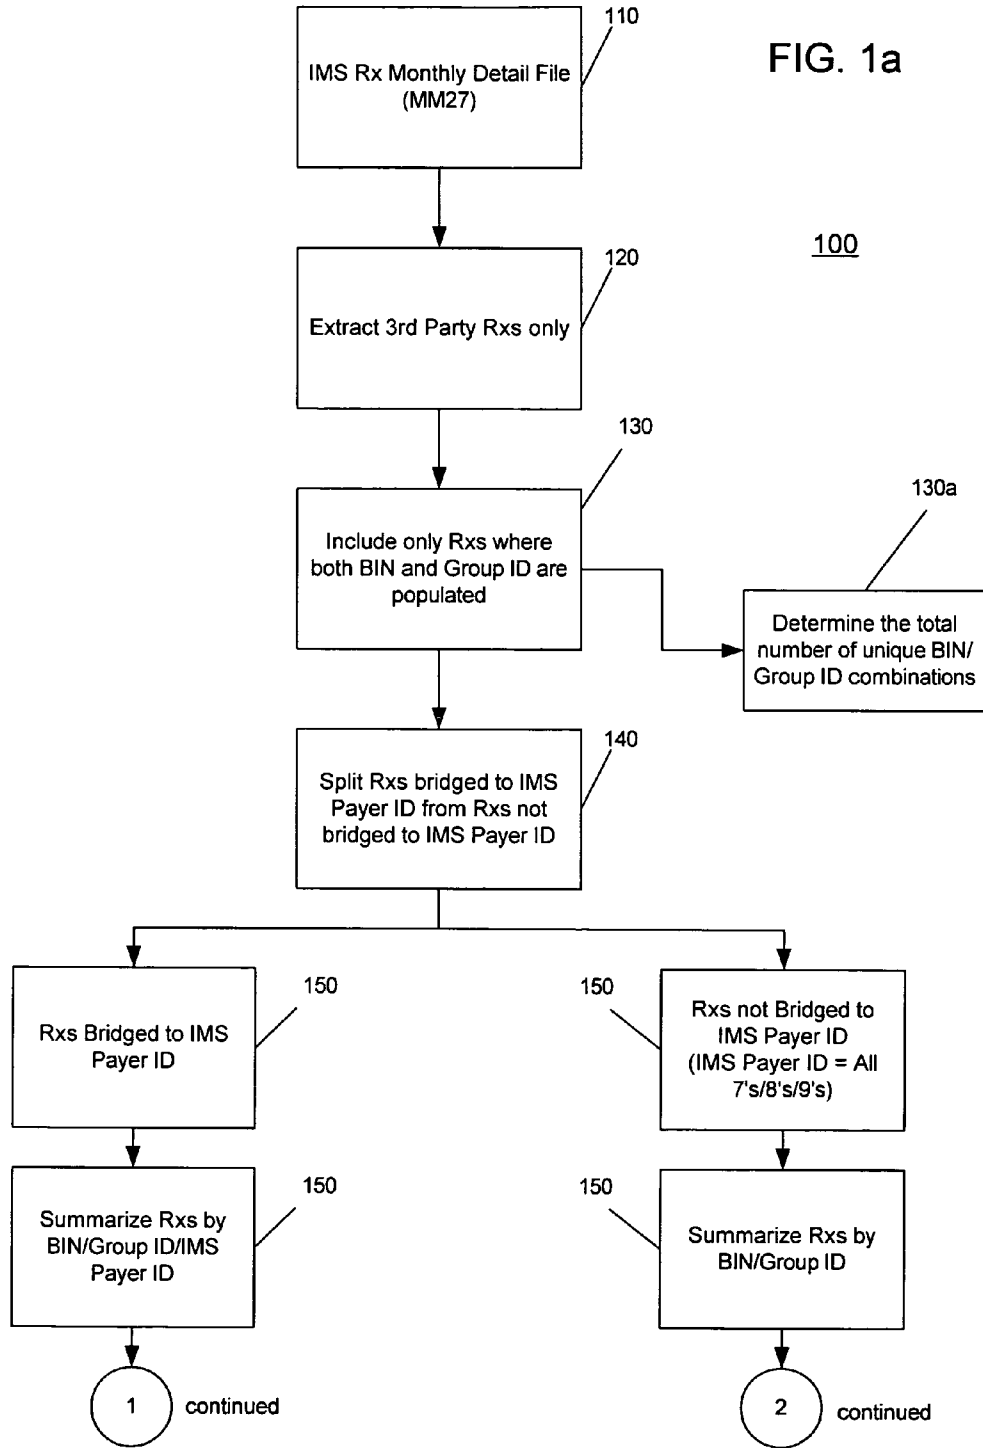 110
FIG. 1a
IMS Rx Monthly Detail File
(MM27)
100
120
Extract 3rd Party Rxs only
130
130a
Include only Rxs where
both BIN and Group ID are
populated
Determine the total
number of unique BIN/
Group ID combinations
140
Split Rxs bridged to IMS
Payer ID from Rxs not
bridged to IMS Payer ID
150
Rxs Bridged to IMS
Payer ID
150
Rxs not Bridged to
IMS Payer ID
(IMS Payer ID = All
7's/8's/9's)
150
Summarize Rxs by
BIN/Group ID/IMS
Payer ID
150
Summarize Rxs by
BIN/Group ID
1
continued
2
continued